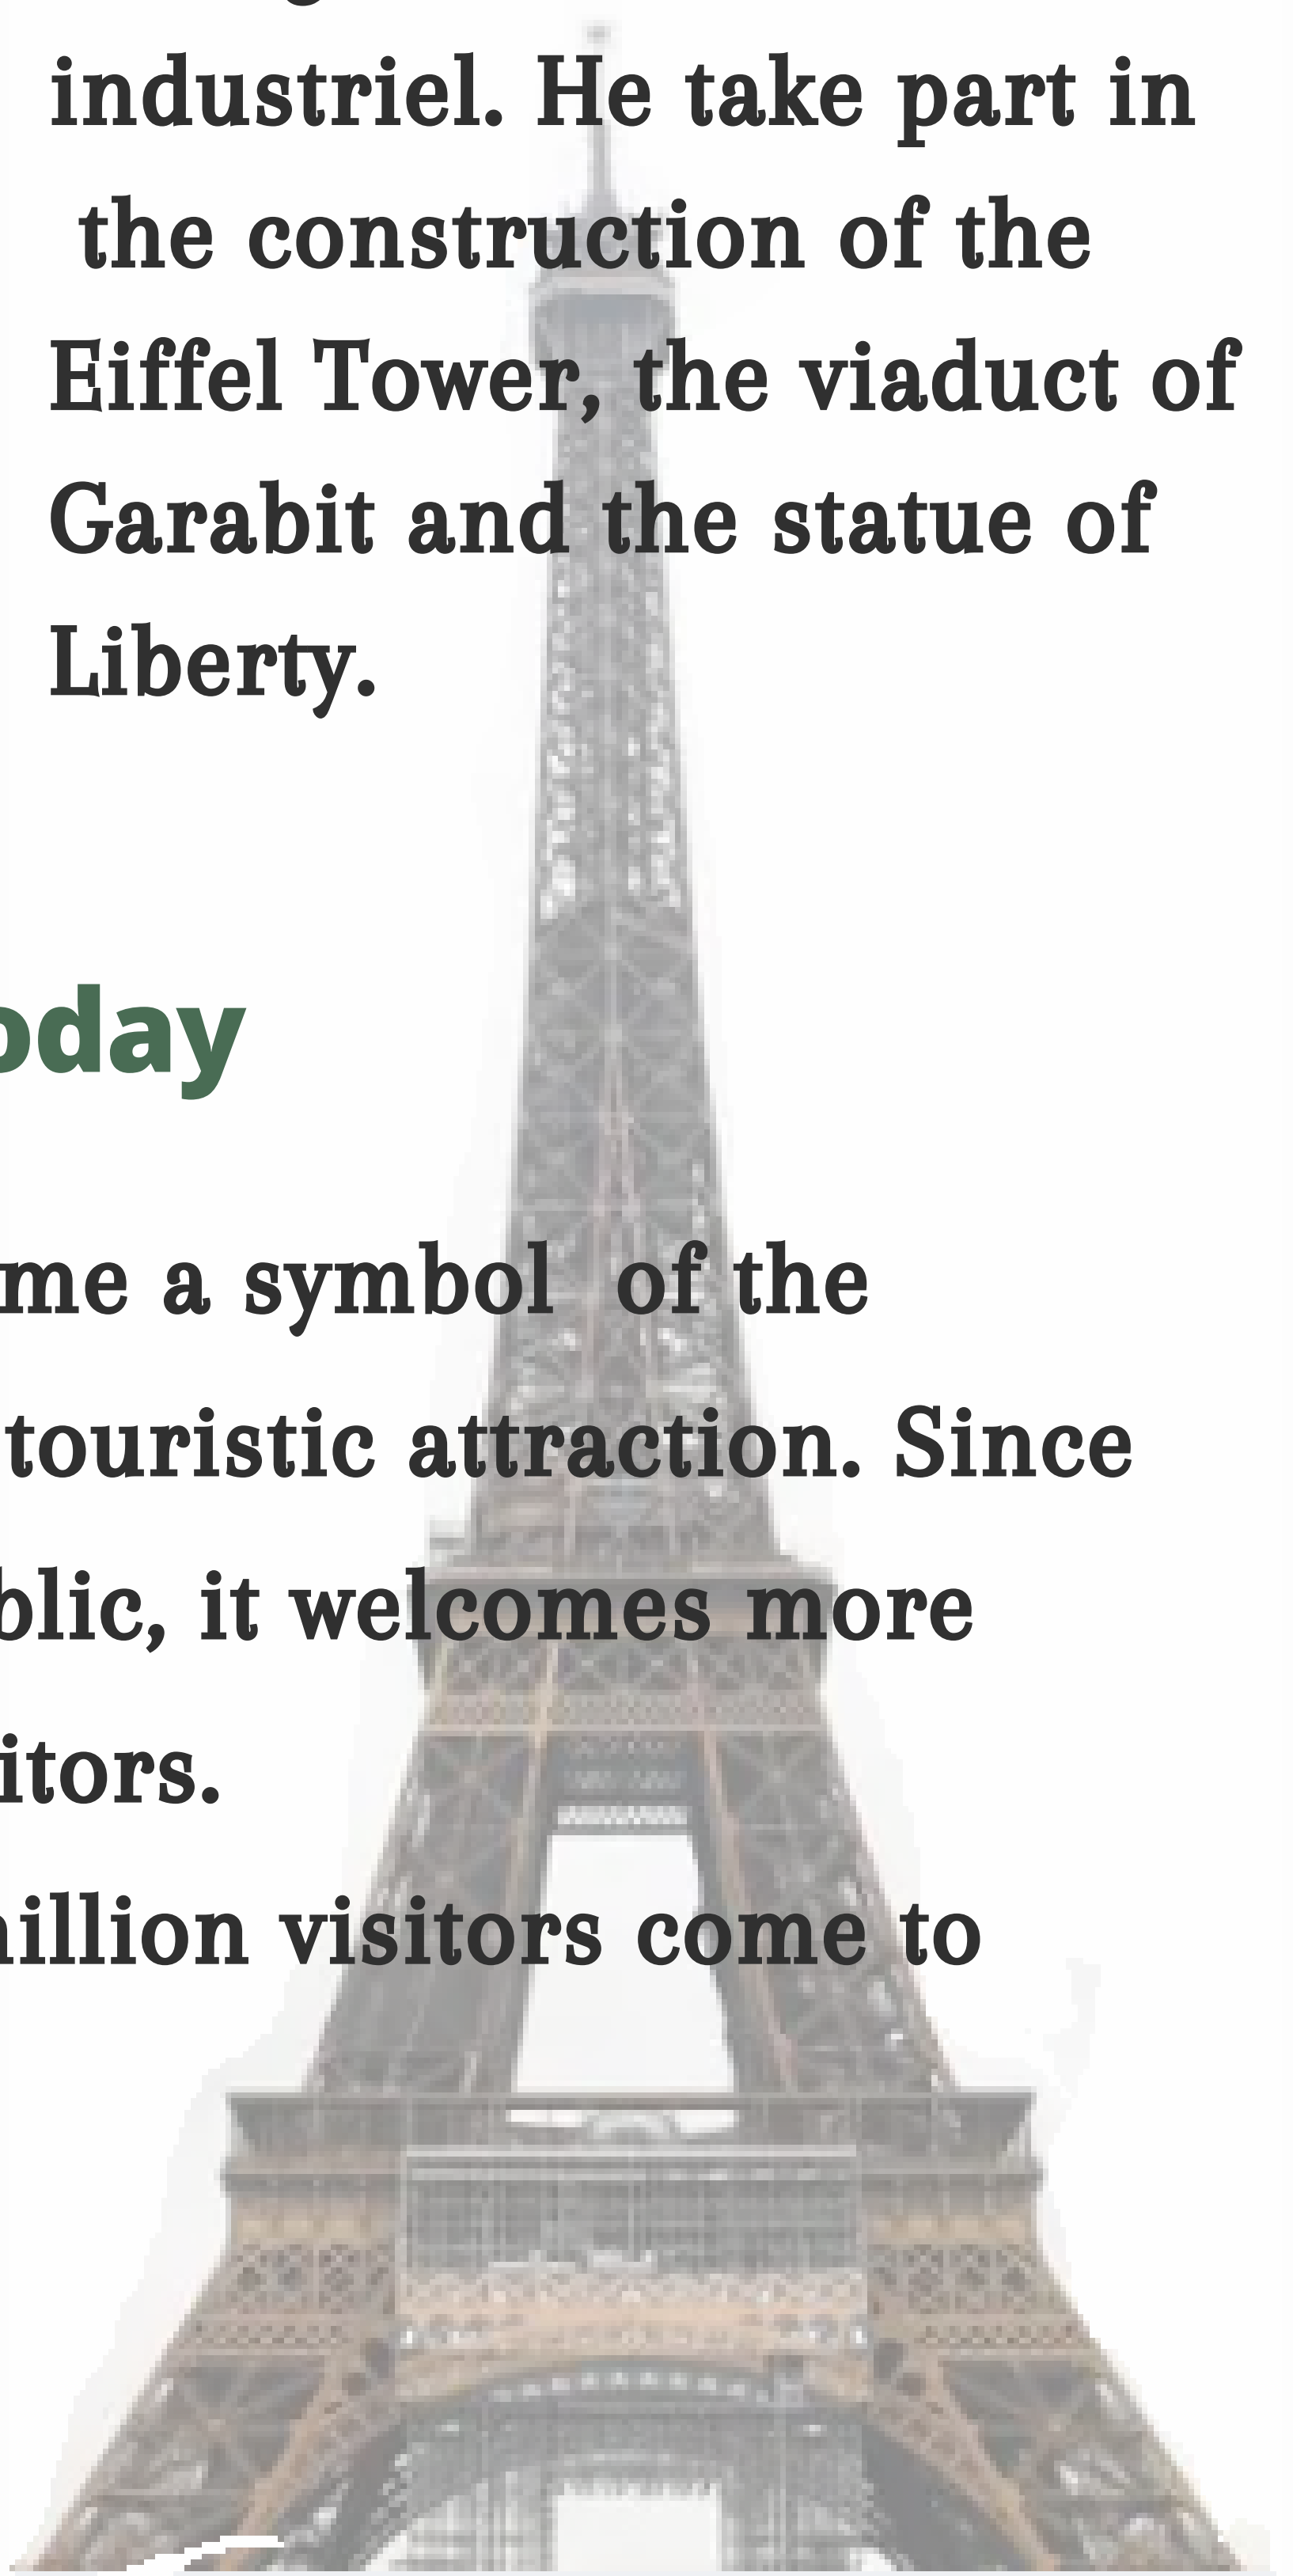 industriel. He take part in
the construction of the
Eiffel Tower, the viaduct of
Garabit and the statue of
Liberty.
oday
me a symbol of the
touristic attraction. Since
blic, it welcomes more
itors.
illion visitors come to